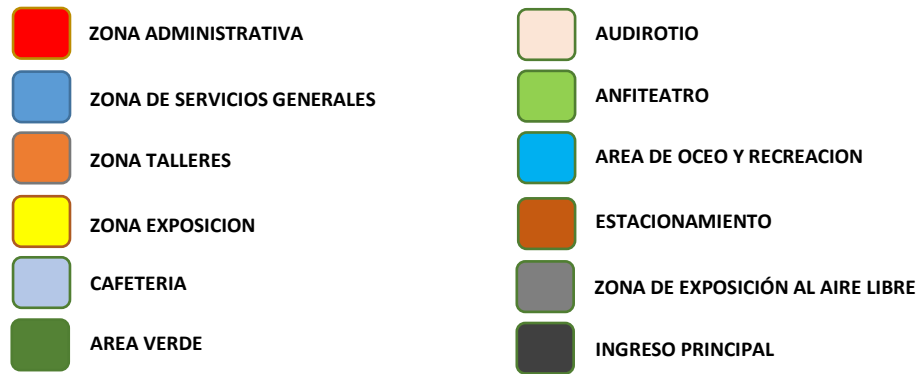 ZONA ADMINISTRATIVA
ZONA DE SERVICIOS GENERALES
ZONA TALLERES
ZONA EXPOSICION
CAFETERIA
AREA VERDE
AUDIROTIO
ANFITEATRO
AREA DE OCEO Y RECREACION
ESTACIONAMIENTO
ZONA DE EXPOSICIÓN AL AIRE LIBRE
INGRESO PRINCIPAL